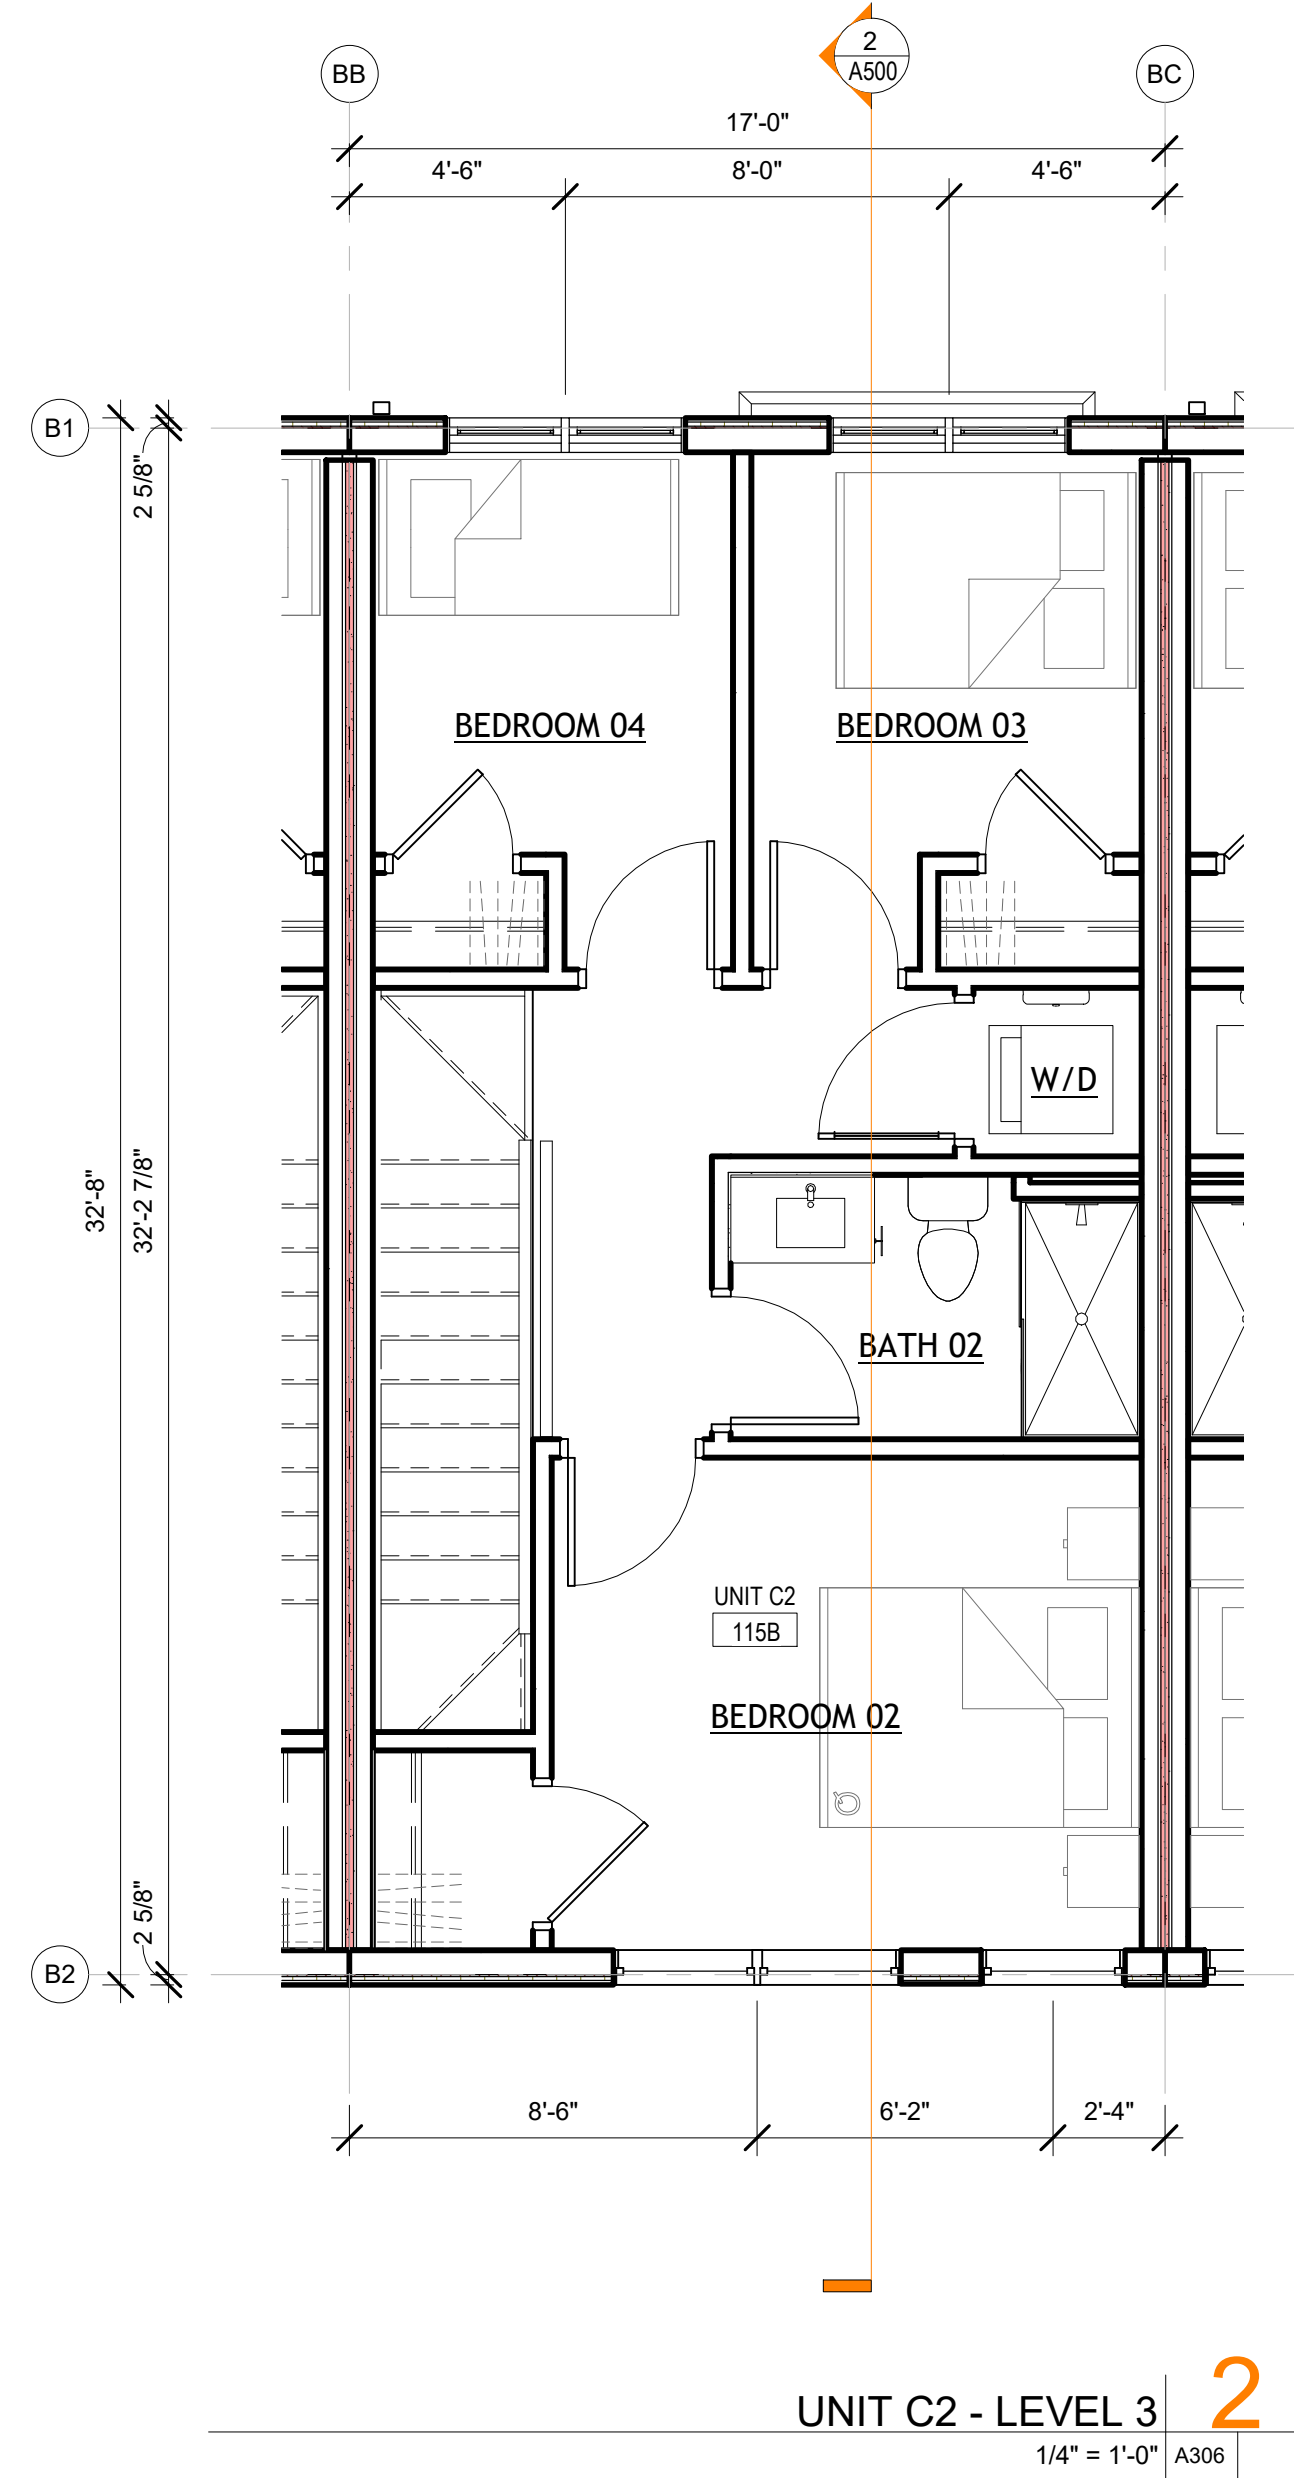 2
A500
BB
BC
17'-0"
4'-6"
8'-0"
4'-6"
B1
2 5/8"
BEDROOM 04
BEDROOM 03
W/D
32'-8"
32'-2 7/8"
BATH 02
UNIT C2
115B
BEDROOM 02
2 5/8"
B2
8'-6"
6'-2"
2'-4"
UNIT C2 - LEVEL 3
2
1/4" = 1'-0"
A306